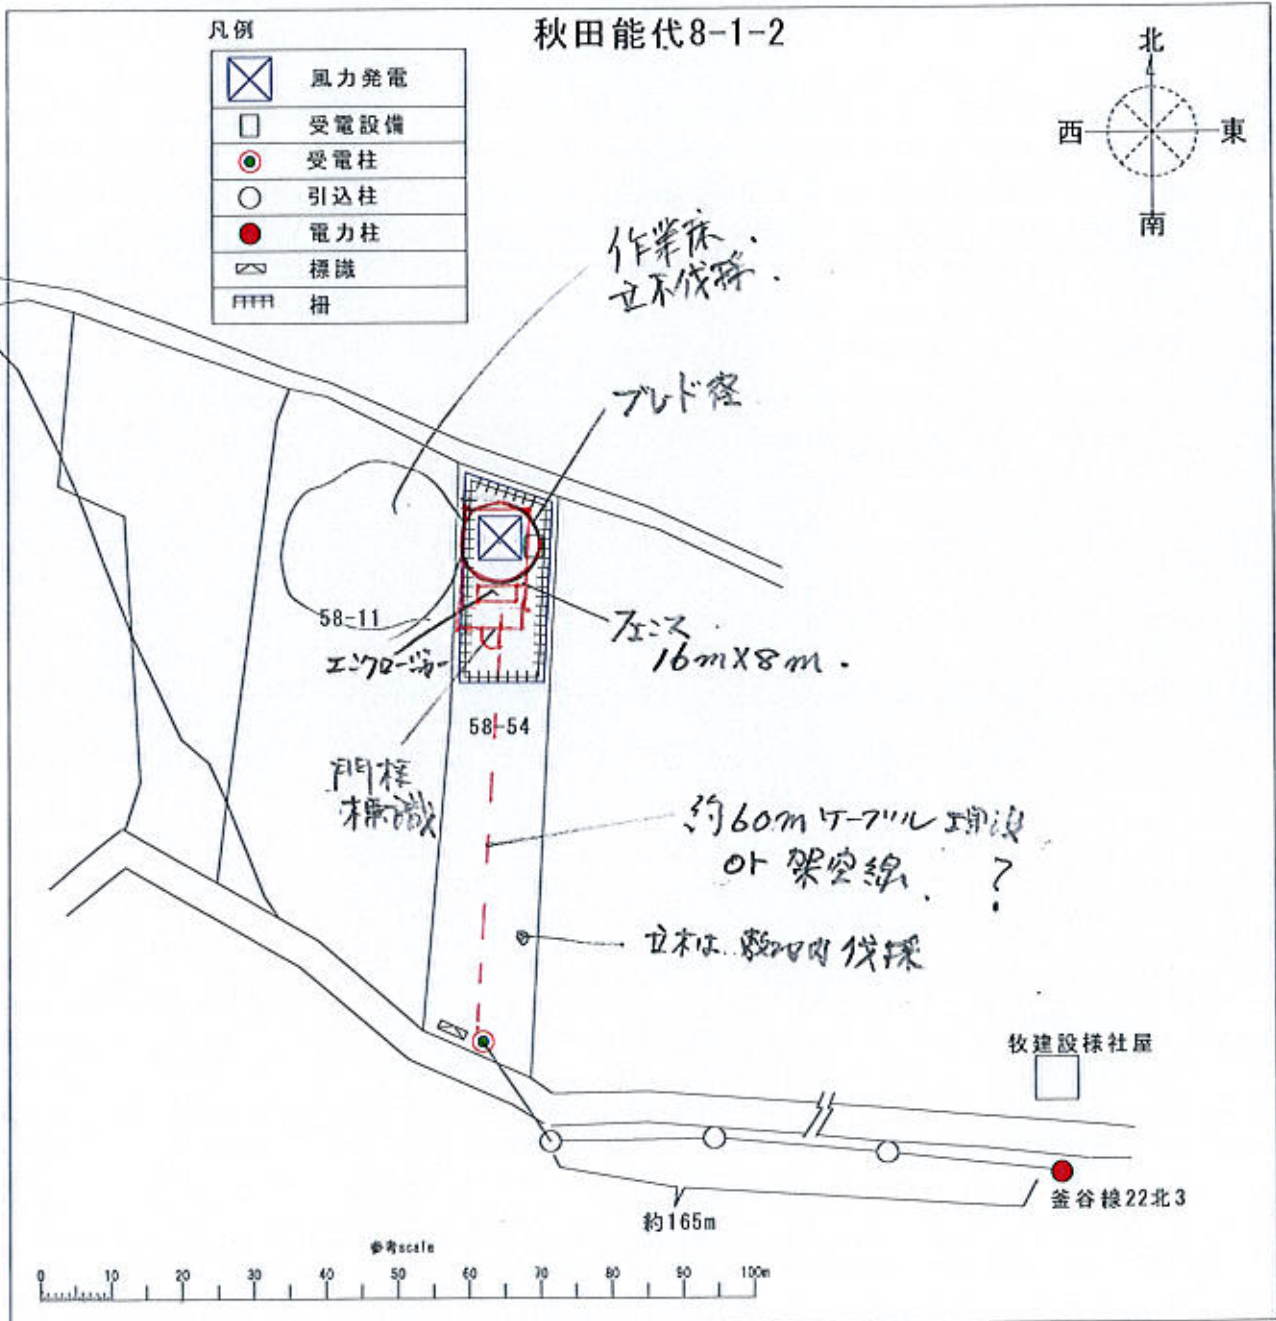 秋田能代8-1-2
凡例
風力発電
受電設備
受電柱
引込柱
電力柱
標識
柵
北
西
東
南
作業床.
立木伐採.
ブレド径
58-11
エンクロージャー
フェンス
16m×8m.
58-54
門柱
標識
約60mケーブル埋設
or 架空線. ?
立木は. 敷地内伐採
牧建設様社屋
釜谷線22北3
約165m
参考scale
0 10 20 30 40 50 60 70 80 90 100m